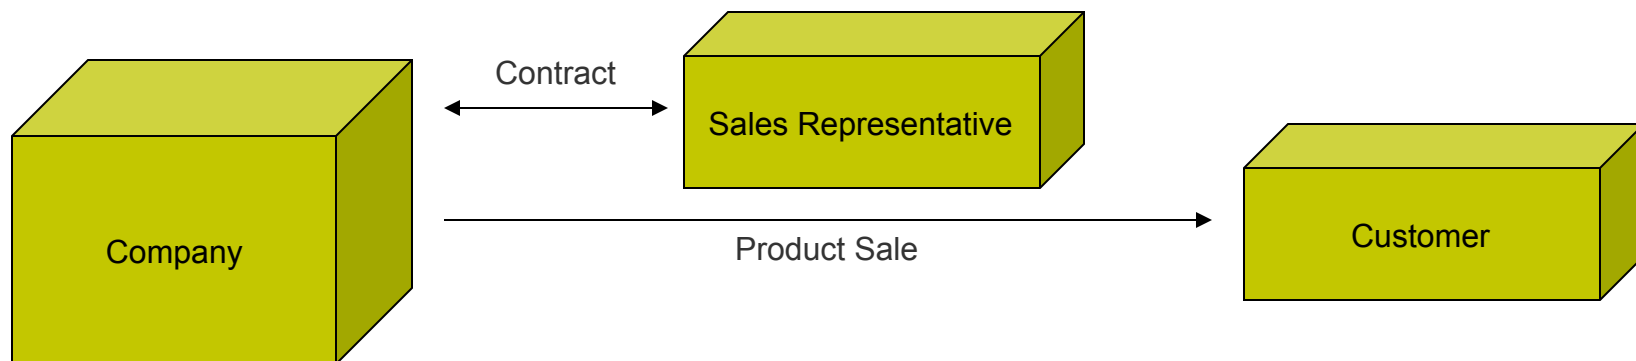 Contract
Sales Representative
Company
Product Sale
Customer